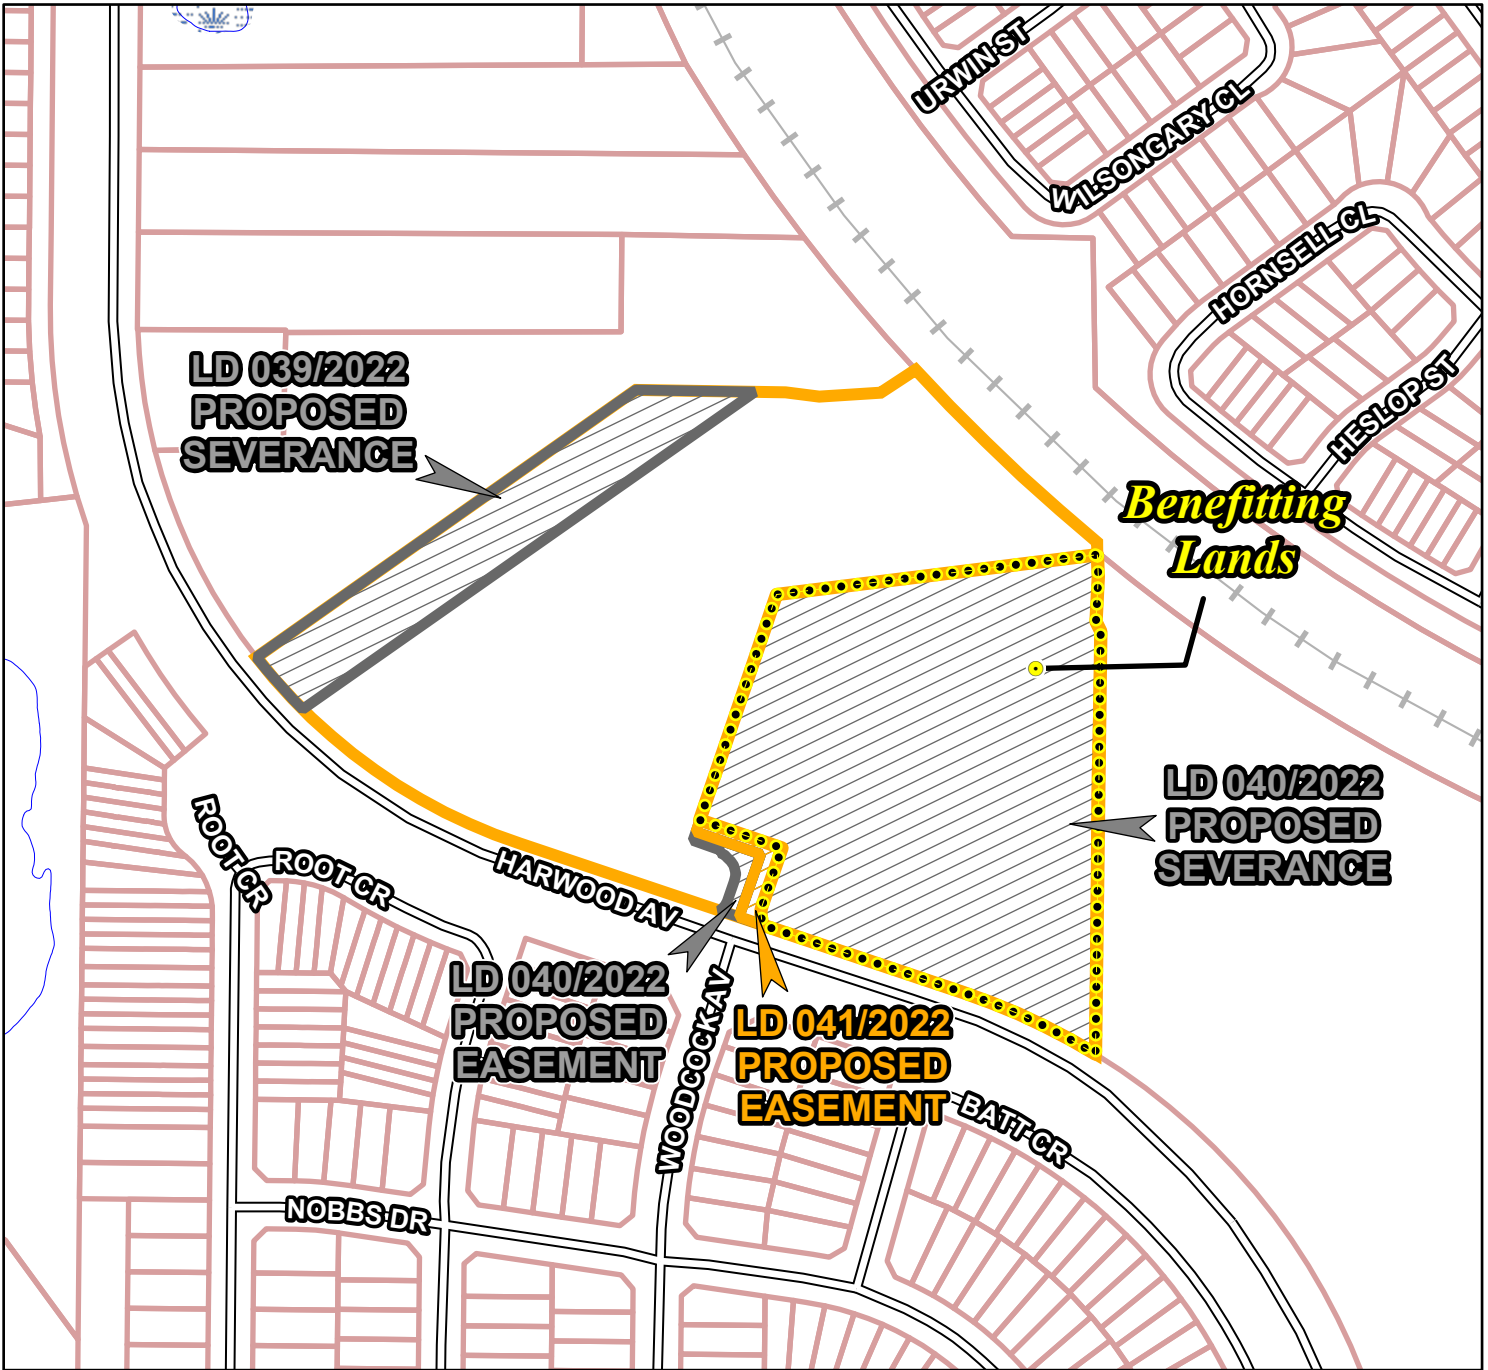 URWIN ST
WILSONGARY CL
HORNSELL CL
HESLOP ST
LD 039/2022
PROPOSED
SEVERANCE
Benefitting
Lands
LD 040/2022
PROPOSED
SEVERANCE
ROOT CR
ROOT CR
HARWOOD AV
LD 040/2022
PROPOSED
EASEMENT
WOODCOCK AV
LD 041/2022
PROPOSED
EASEMENT
BATT CR
NOBBS DR